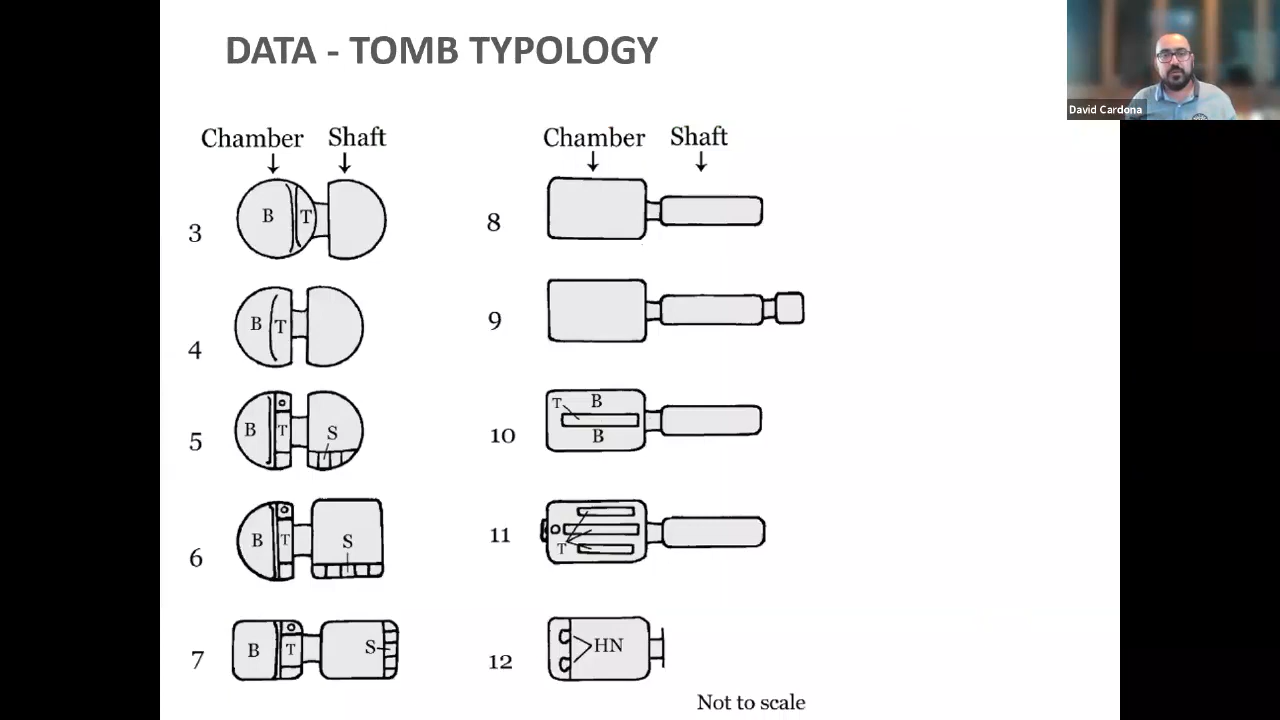 DATA - TOMB TYPOLOGY
David Cardona
Chamber Shaft
3 B T
4 B T
5 B T S
6 B T S
7 B T S
Chamber Shaft
8
9
10 T B B
11 T
12 HN
Not to scale